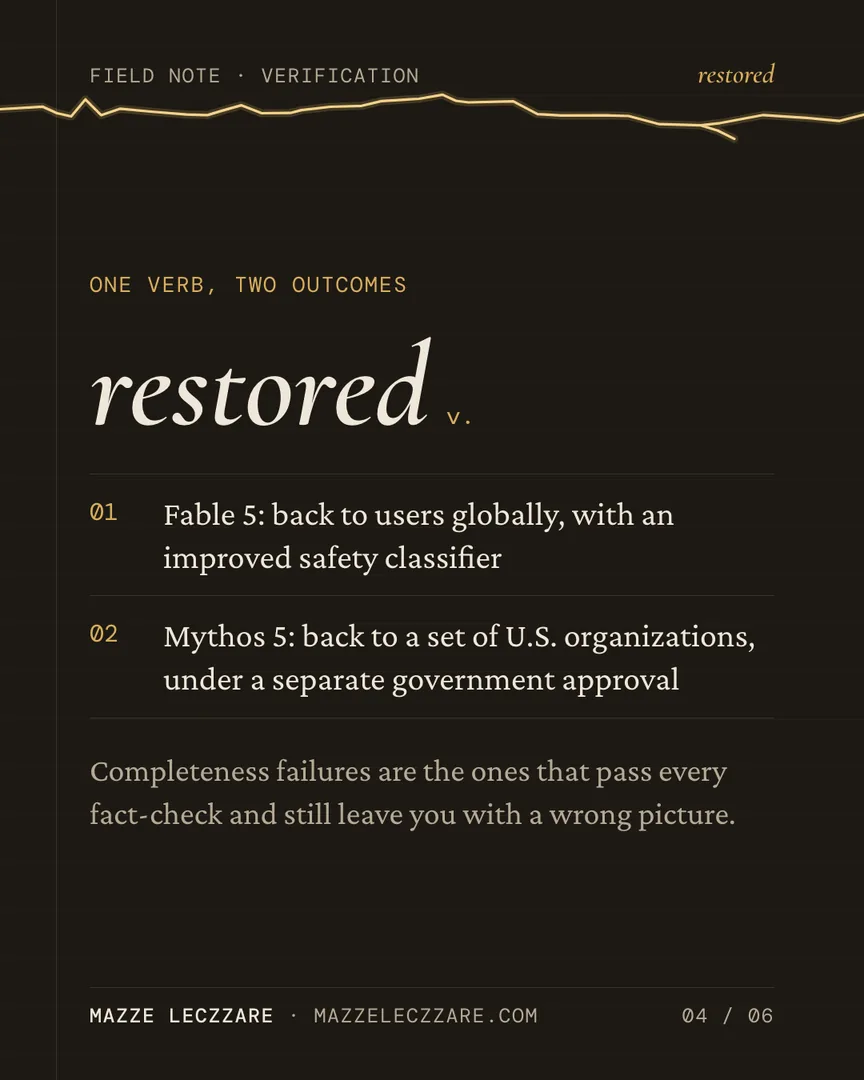 FIELD NOTE · VERIFICATION
restored
ONE VERB, TWO OUTCOMES
restored v.
01 Fable 5: back to users globally, with an
improved safety classifier
02 Mythos 5: back to a set of U.S. organizations,
under a separate government approval
Completeness failures are the ones that pass every
fact-check and still leave you with a wrong picture.
MAZZE LECZZARE · MAZZELECZZARE.COM
04 / 06